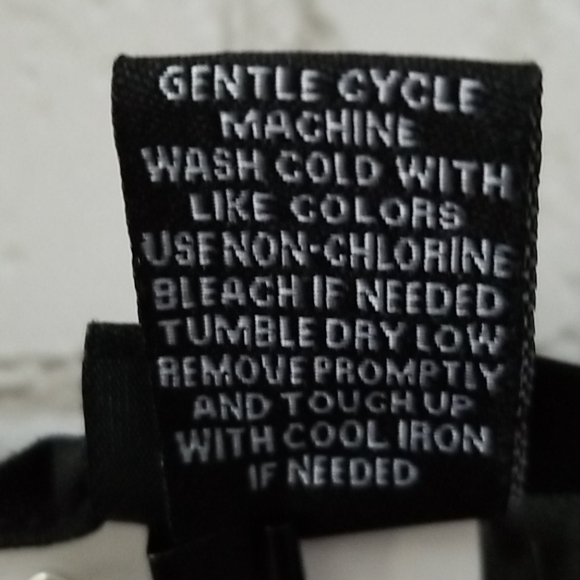 GENTLE CYCLE
MACHINE
WASH COLD WITH
LIKE COLORS
USE NON-CHLORINE
BLEACH IF NEEDED
TUMBLE DRY LOW
REMOVE PROMPTLY
AND TOUCH UP
WITH COOL IRON
IF NEEDED